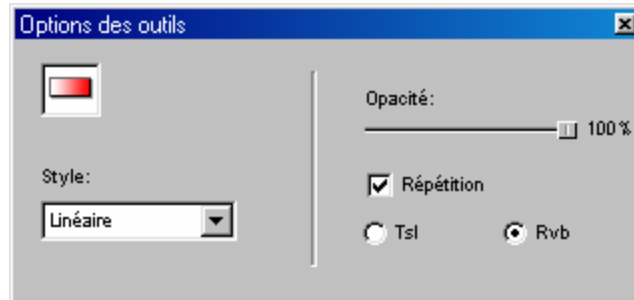 Options des outils
Opacité:
100%
Style:
Répétition
Linéaire
Tsl
Rvb